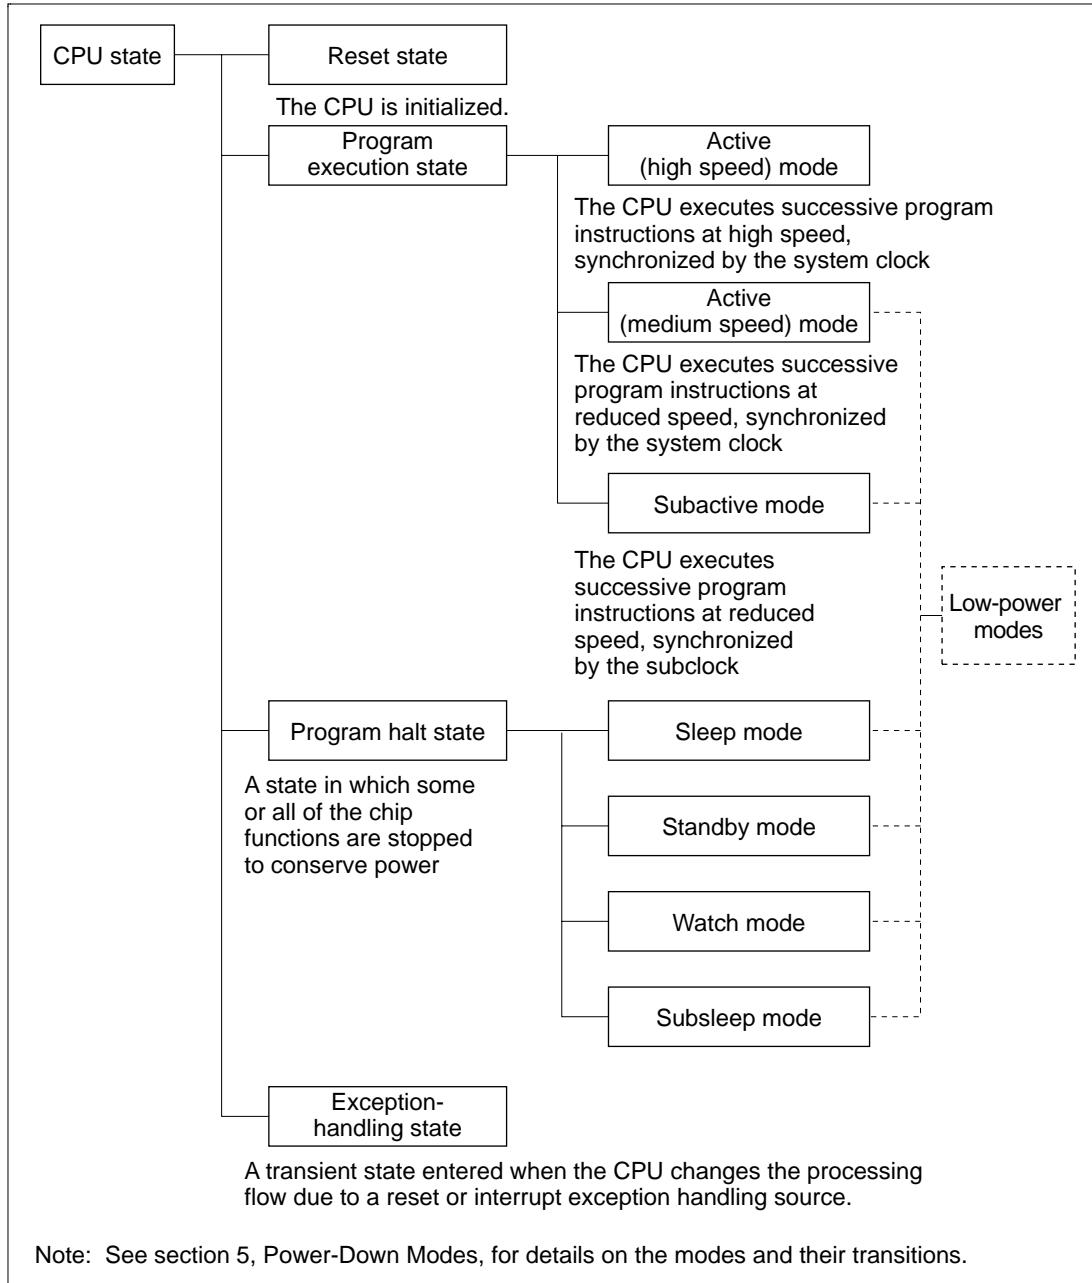 CPU state
Reset state
The CPU is initialized.
Program
execution state
Active
(high speed) mode
The CPU executes successive program
instructions at high speed,
synchronized by the system clock
Active
(medium speed) mode
The CPU executes successive
program instructions at
reduced speed, synchronized
by the system clock
Subactive mode
The CPU executes
successive program
instructions at reduced
speed, synchronized
by the subclock
Low-power
modes
Program halt state
A state in which some
or all of the chip
functions are stopped
to conserve power
Sleep mode
Standby mode
Watch mode
Subsleep mode
Exception-
handling state
A transient state entered when the CPU changes the processing
flow due to a reset or interrupt exception handling source.
Note: See section 5, Power-Down Modes, for details on the modes and their transitions.